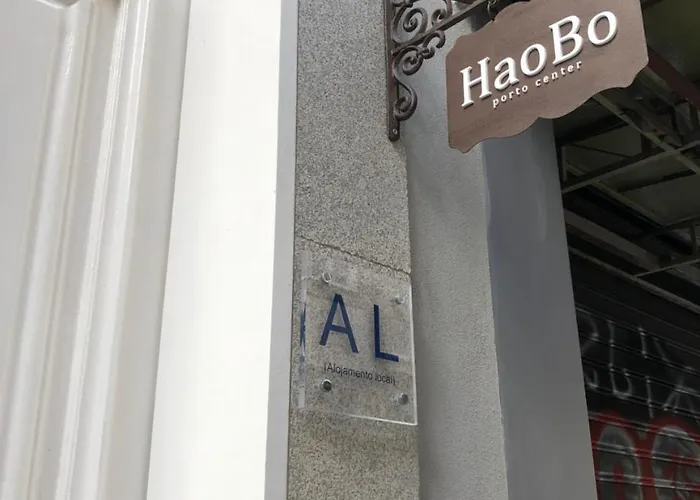 HaoBo
porto center
AL
(Alojamento local)